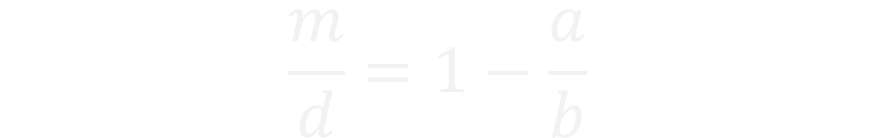 m/d = 1 − a/b